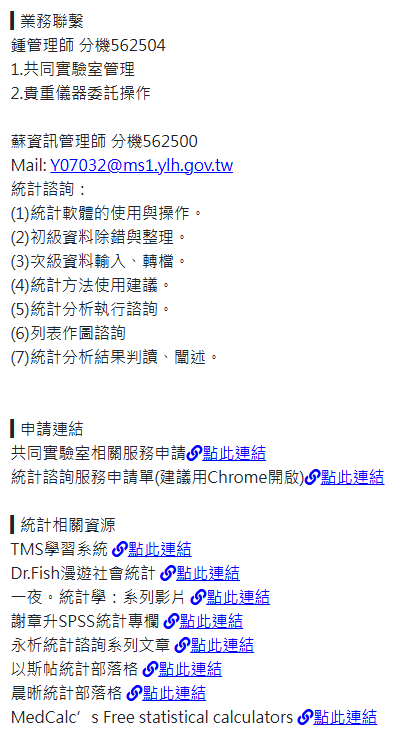 ▎業務聯繫
鍾管理師 分機562504
1.共同實驗室管理
2.貴重儀器委託操作
蘇資訊管理師 分機562500
Mail: Y07032@ms1.ylh.gov.tw
統計諮詢：
(1)統計軟體的使用與操作。
(2)初級資料除錯與整理。
(3)次級資料輸入、轉檔。
(4)統計方法使用建議。
(5)統計分析執行諮詢。
(6)列表作圖諮詢
(7)統計分析結果判讀、闡述。
▎申請連結
共同實驗室相關服務申請🔗點此連結
統計諮詢服務申請單(建議用Chrome開啟)🔗點此連結
▎統計相關資源
TMS學習系統 🔗點此連結
Dr.Fish漫遊社會統計 🔗點此連結
一夜。統計學：系列影片 🔗點此連結
謝章升SPSS統計專欄 🔗點此連結
永析統計諮詢系列文章 🔗點此連結
以斯帖統計部落格 🔗點此連結
晨晰統計部落格 🔗點此連結
MedCalc’s Free statistical calculators 🔗點此連結